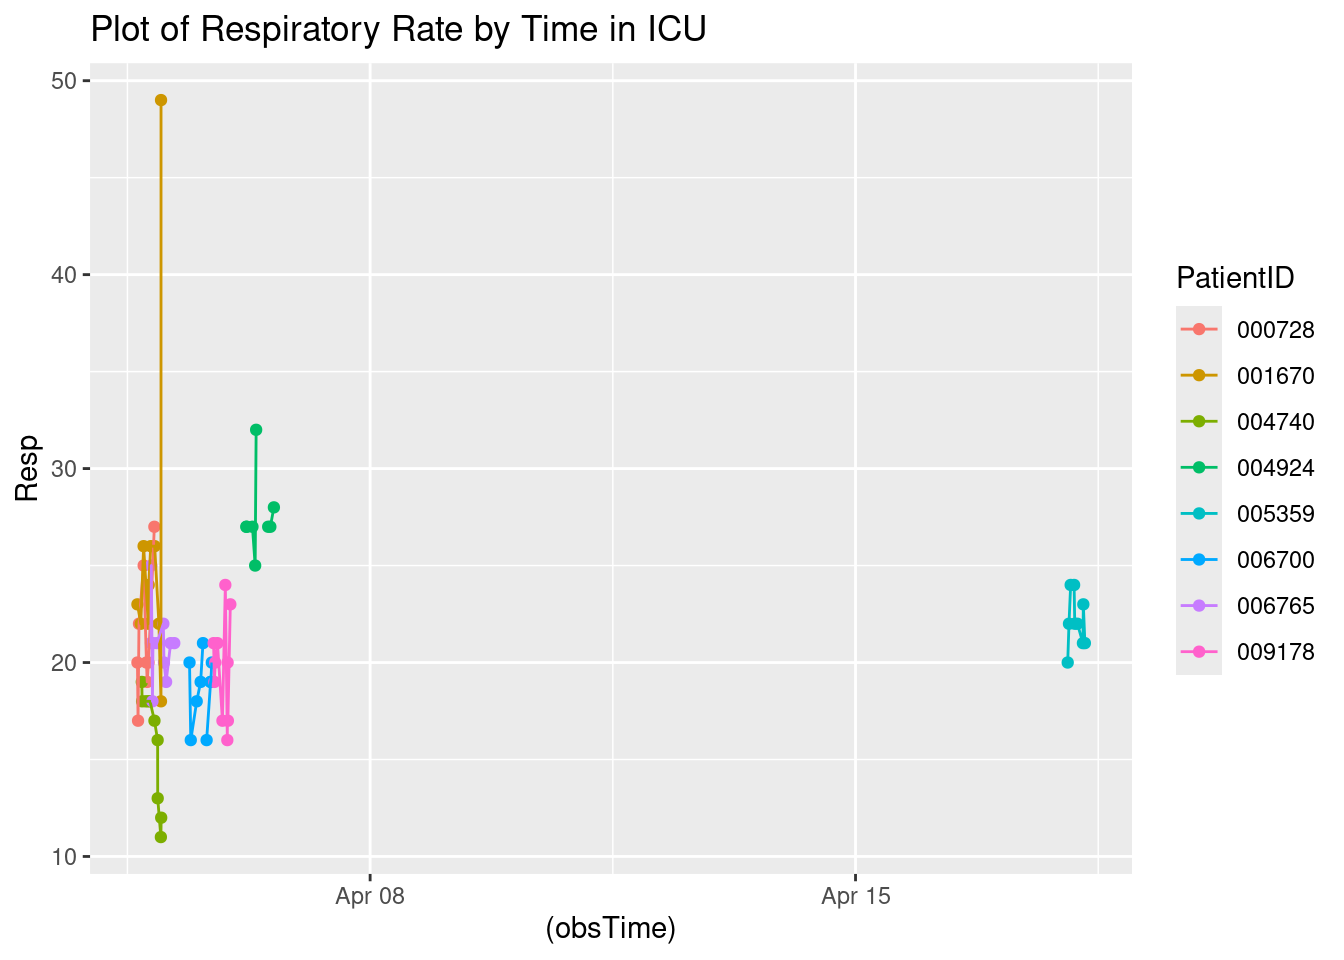 Plot of Respiratory Rate by Time in ICU
50
40
30
20
10
Resp
Apr 08
Apr 15
(obsTime)
PatientID
000728
001670
004740
004924
005359
006700
006765
009178